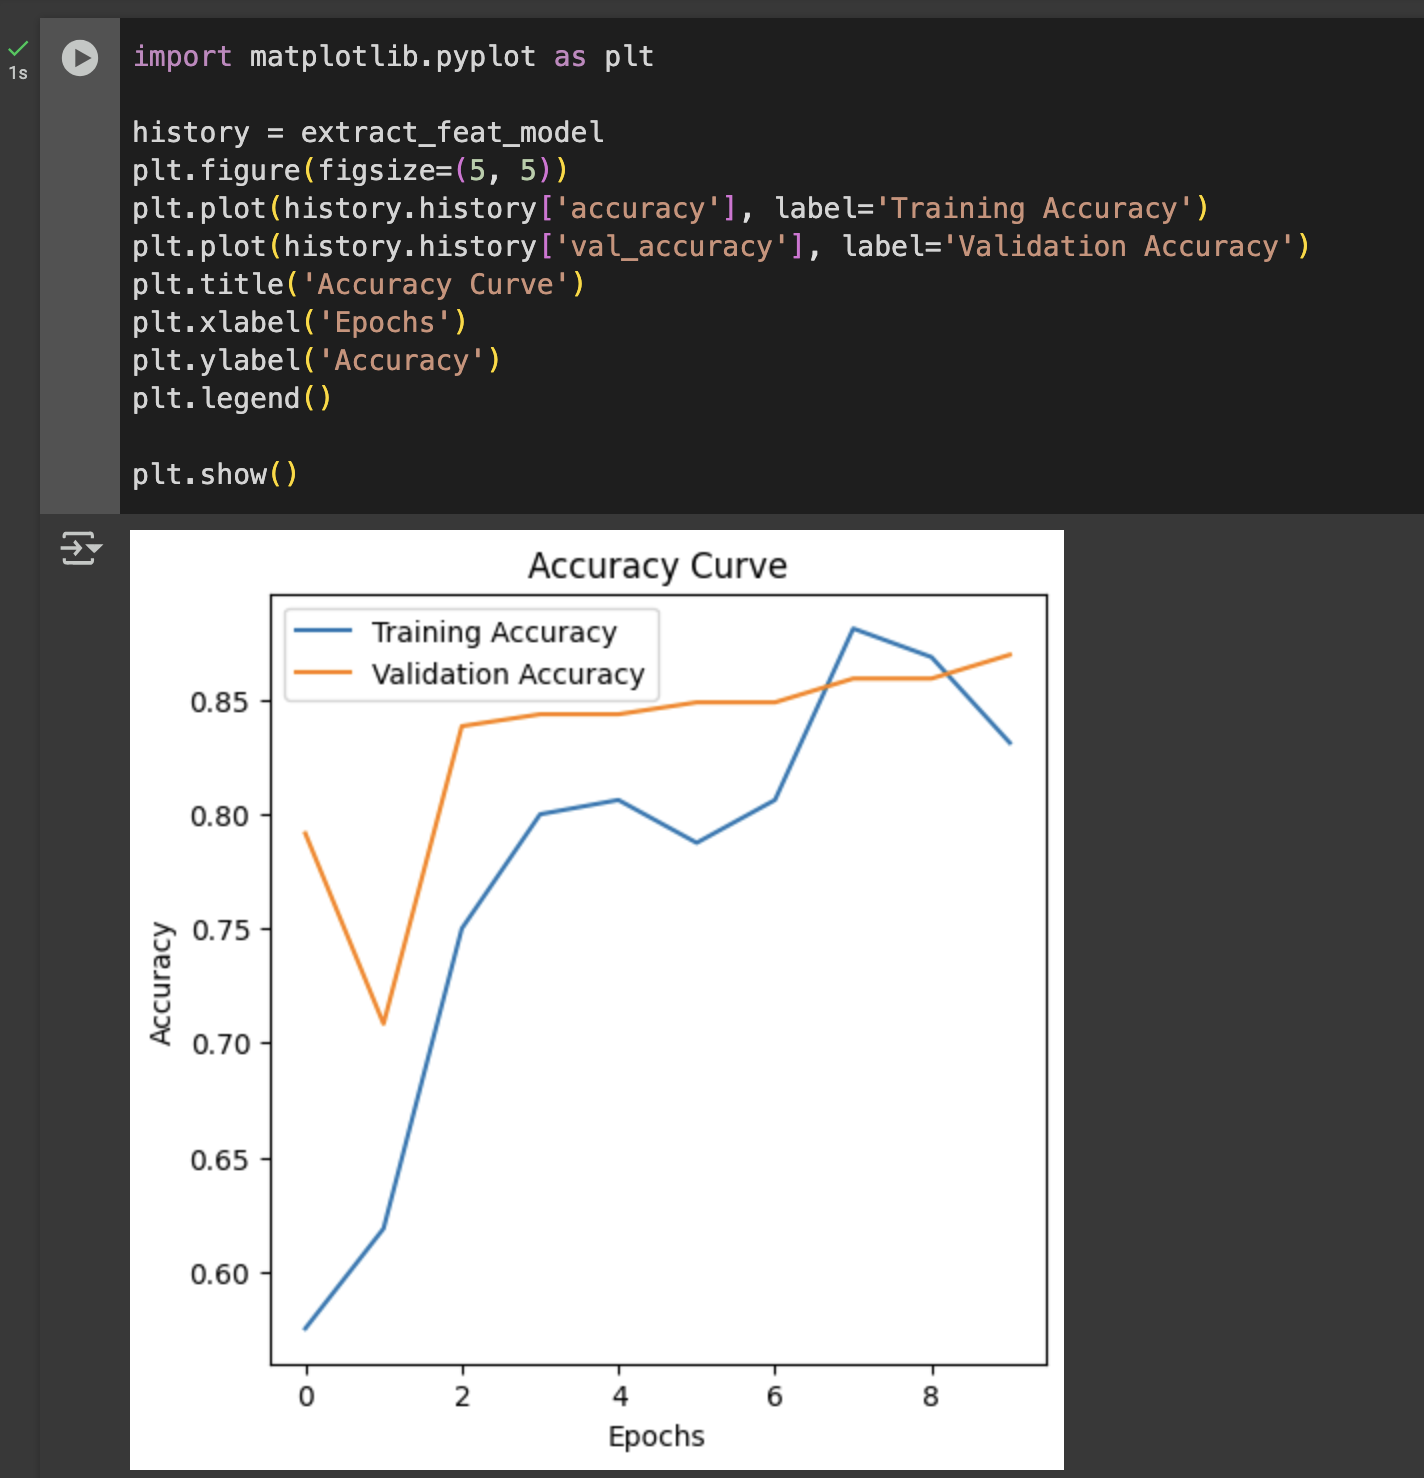 1s
import matplotlib.pyplot as plt
history = extract_feat_model
plt.figure(figsize=(5, 5))
plt.plot(history.history['accuracy'], label='Training Accuracy')
plt.plot(history.history['val_accuracy'], label='Validation Accuracy')
plt.title('Accuracy Curve')
plt.xlabel('Epochs')
plt.ylabel('Accuracy')
plt.legend()
plt.show()
Accuracy Curve
Training Accuracy
Validation Accuracy
0.85
0.80
0.75
0.70
0.65
0.60
Accuracy
0 2 4 6 8
Epochs